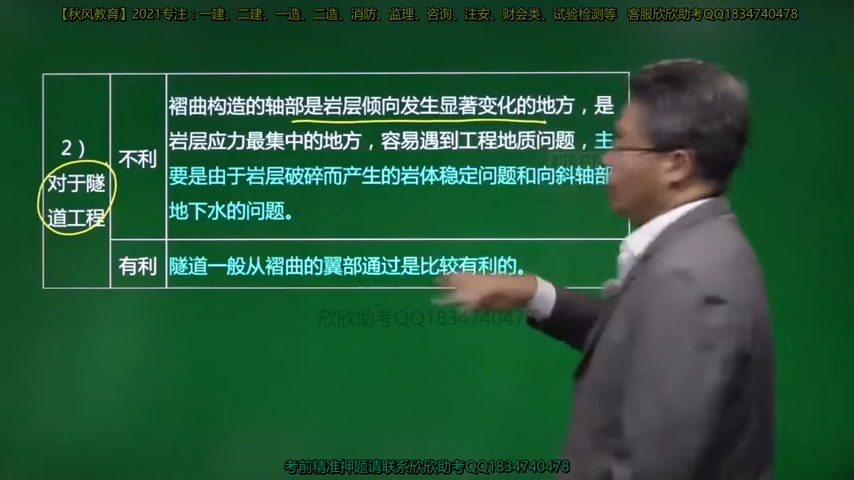 【秋风教育】2021专注：一建、二建、一造、二造、消防、监理、咨询、注安、财会类、试验检测等 客服欣欣助考QQ1834740478
2）
对于隧
道工程
不利
褶曲构造的轴部是岩层倾向发生显著变化的地方，是
岩层应力最集中的地方，容易遇到工程地质问题，主
要是由于岩层破碎而产生的岩体稳定问题和向斜轴部
地下水的问题。
有利
隧道一般从褶曲的翼部通过是比较有利的。
欣欣助考QQ1834740478
考前精准押题请联系欣欣助考QQ1834740478